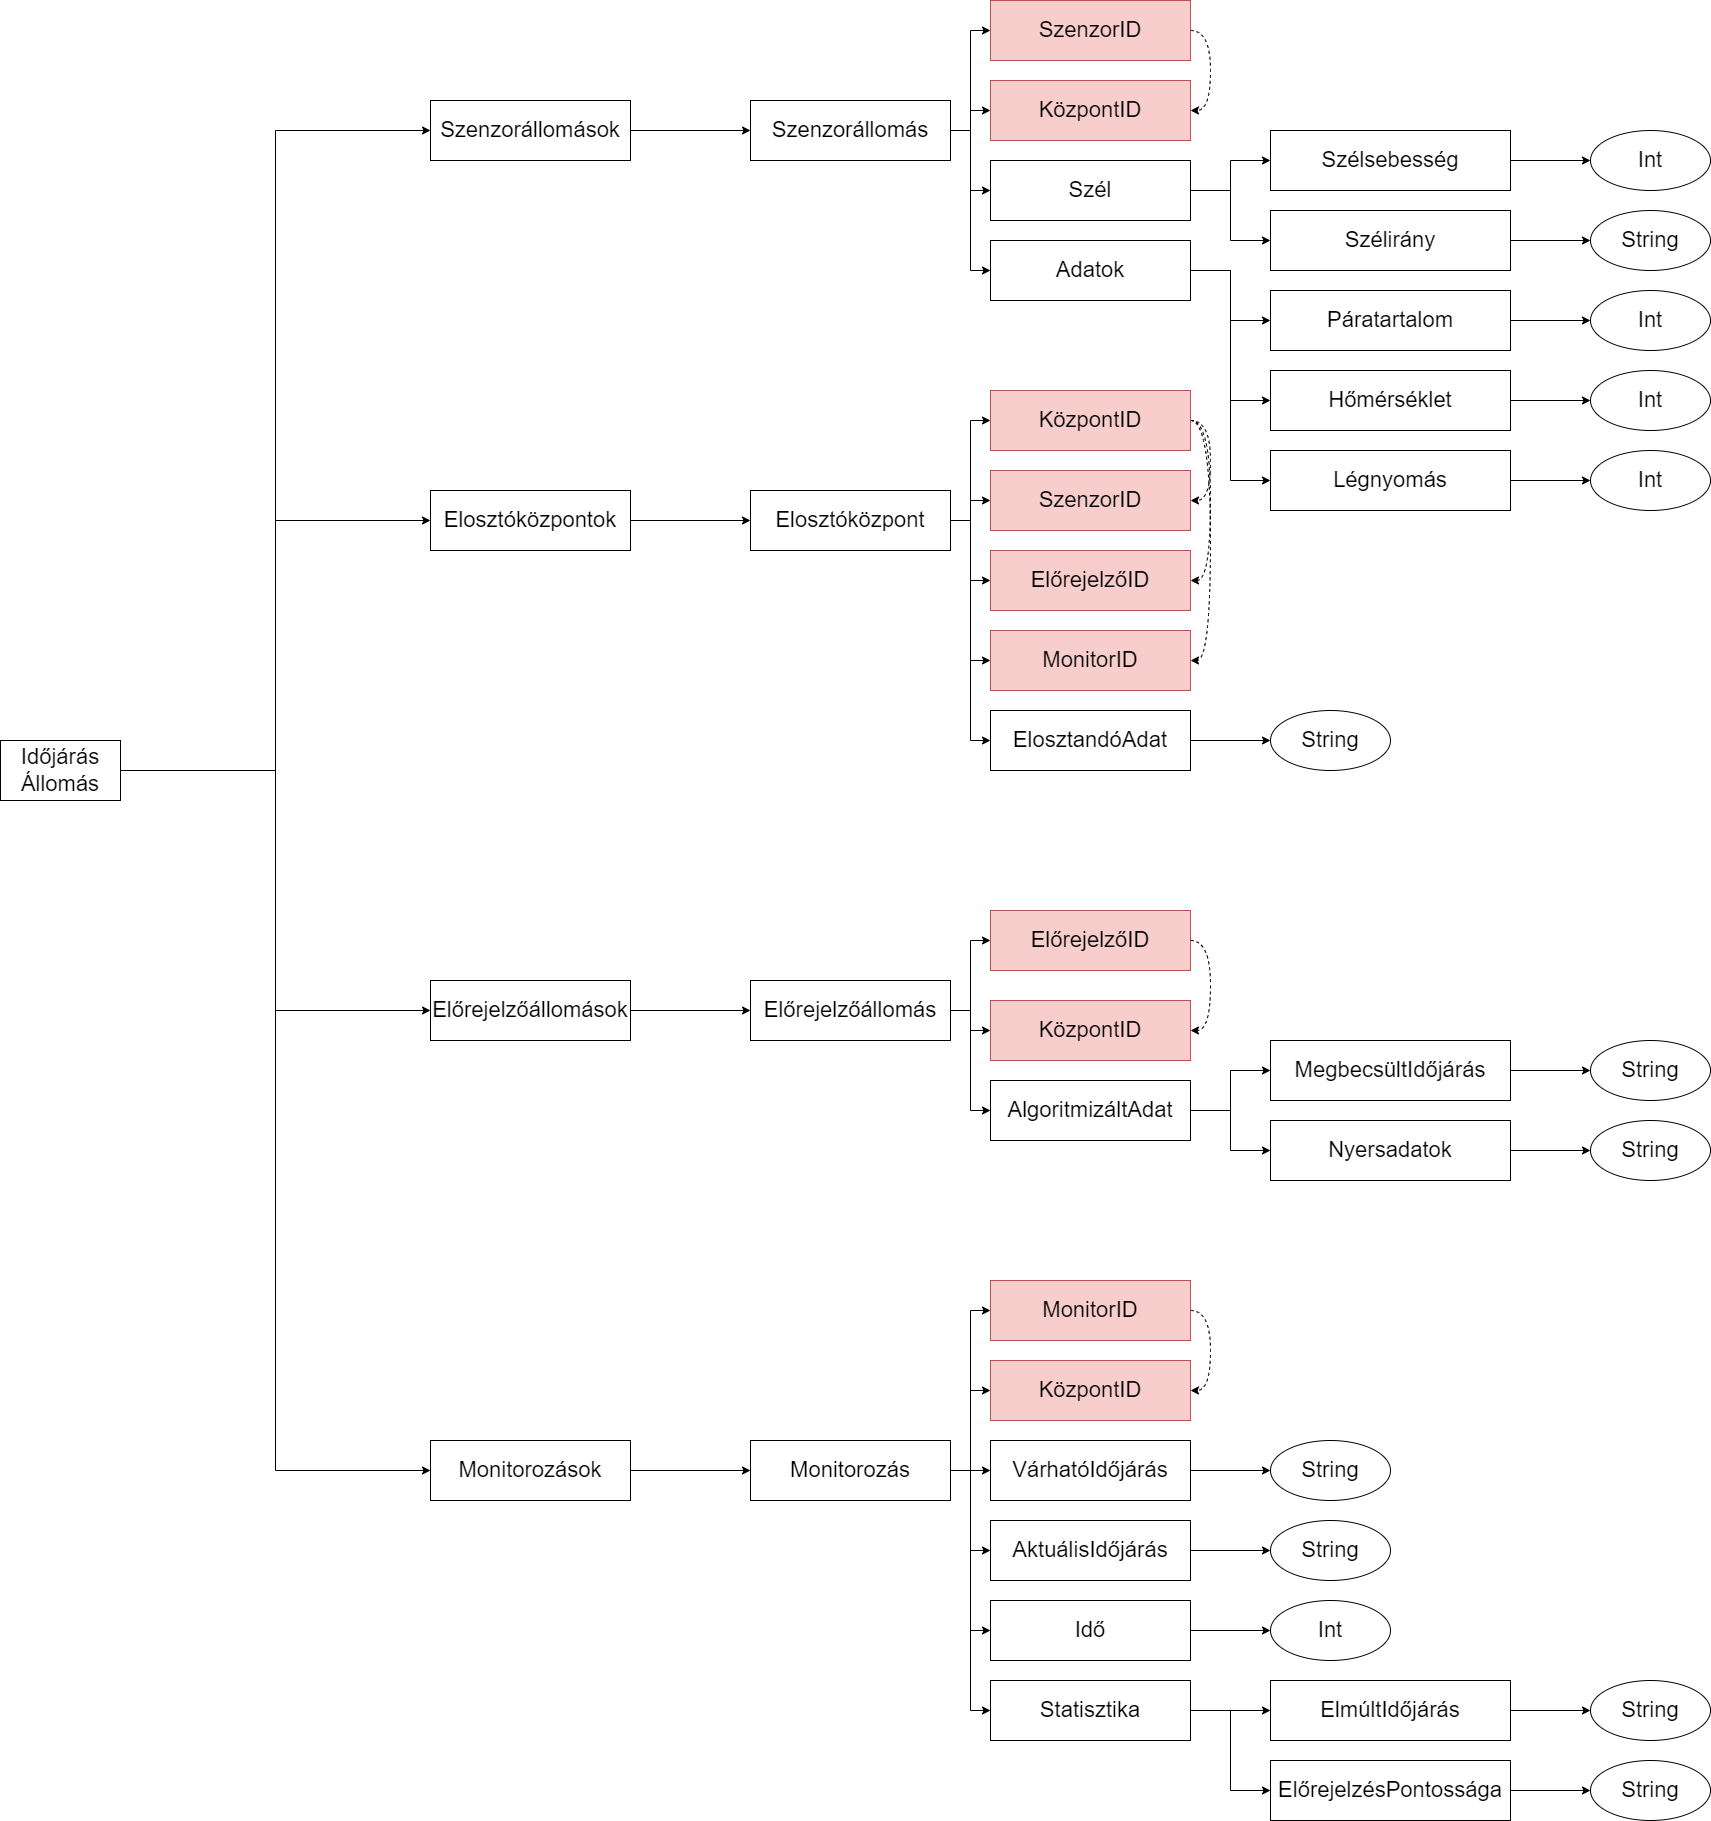 SzenzorID
KözpontID
Szenzorállomások
Szenzorállomás
Szélsebesség
Int
Szél
Szélirány
String
Adatok
Páratartalom
Int
Hőmérséklet
Int
KözpontID
Légnyomás
Int
SzenzorID
Elosztóközpontok
Elosztóközpont
ElőrejelzőID
MonitorID
ElosztandóAdat
String
Időjárás
Állomás
ElőrejelzőID
Előrejelzőállomások
Előrejelzőállomás
KözpontID
MegbecsültIdőjárás
String
AlgoritmizáltAdat
Nyersadatok
String
MonitorID
KözpontID
Monitorozások
Monitorozás
VárhatóIdőjárás
String
AktuálisIdőjárás
String
Idő
Int
Statisztika
ElmúltIdőjárás
String
ElőrejelzésPontossága
String